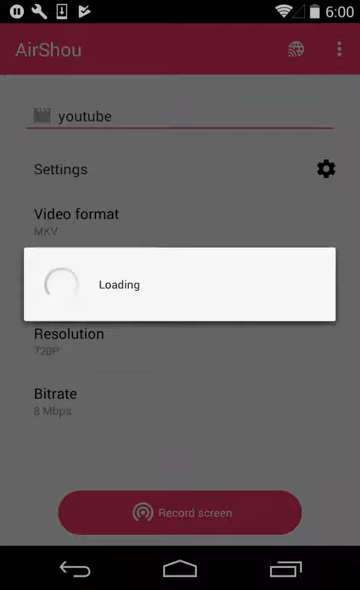 6:00
AirShou
youtube
Settings
Video format
MKV
Loading
Resolution
720P
Bitrate
8 Mbps
Record screen